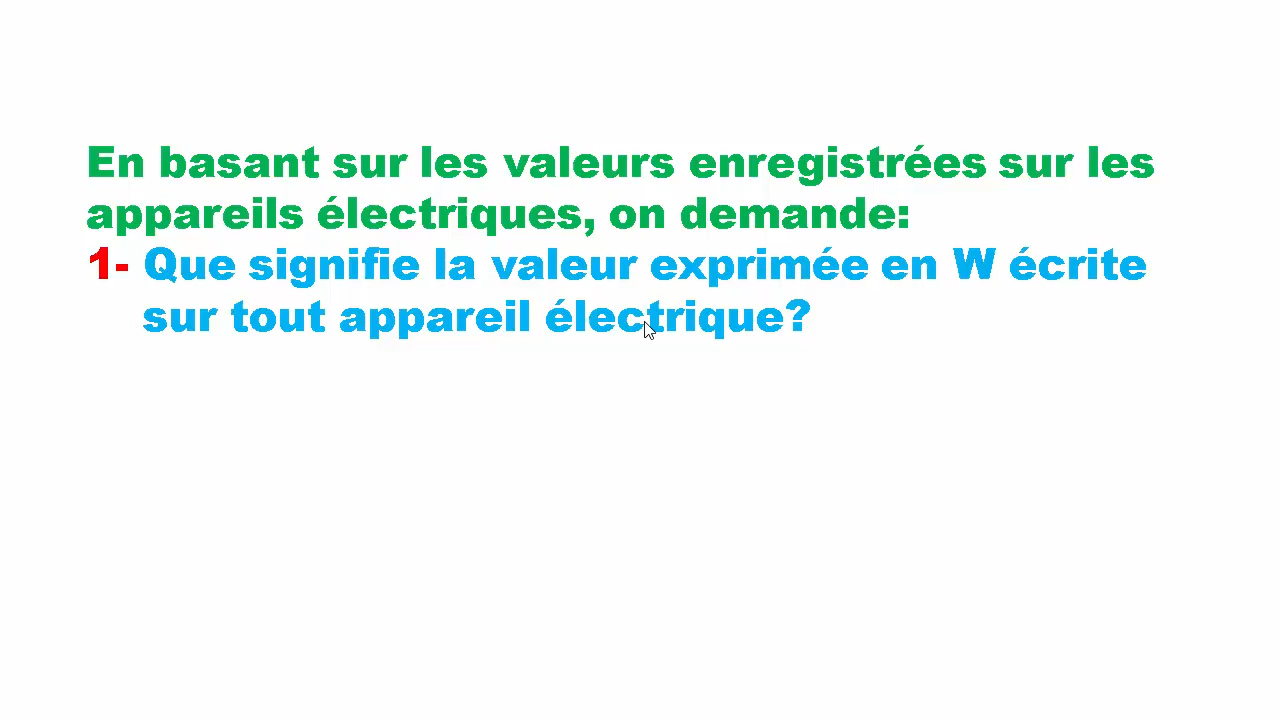 En basant sur les valeurs enregistrées sur les
appareils électriques, on demande:
1- Que signifie la valeur exprimée en W écrite
sur tout appareil électrique?